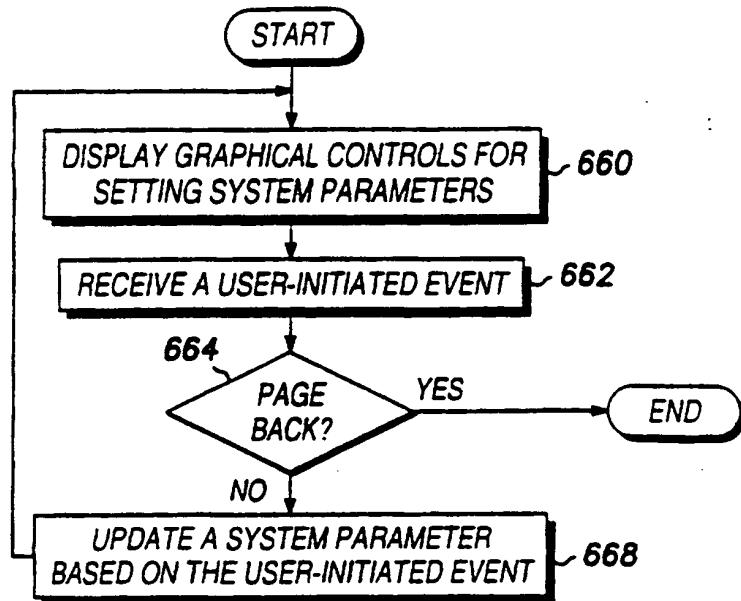 START
DISPLAY GRAPHICAL CONTROLS FOR
SETTING SYSTEM PARAMETERS
660
RECEIVE A USER-INITIATED EVENT
662
664
PAGE
BACK?
YES
END
NO
UPDATE A SYSTEM PARAMETER
BASED ON THE USER-INITIATED EVENT
668